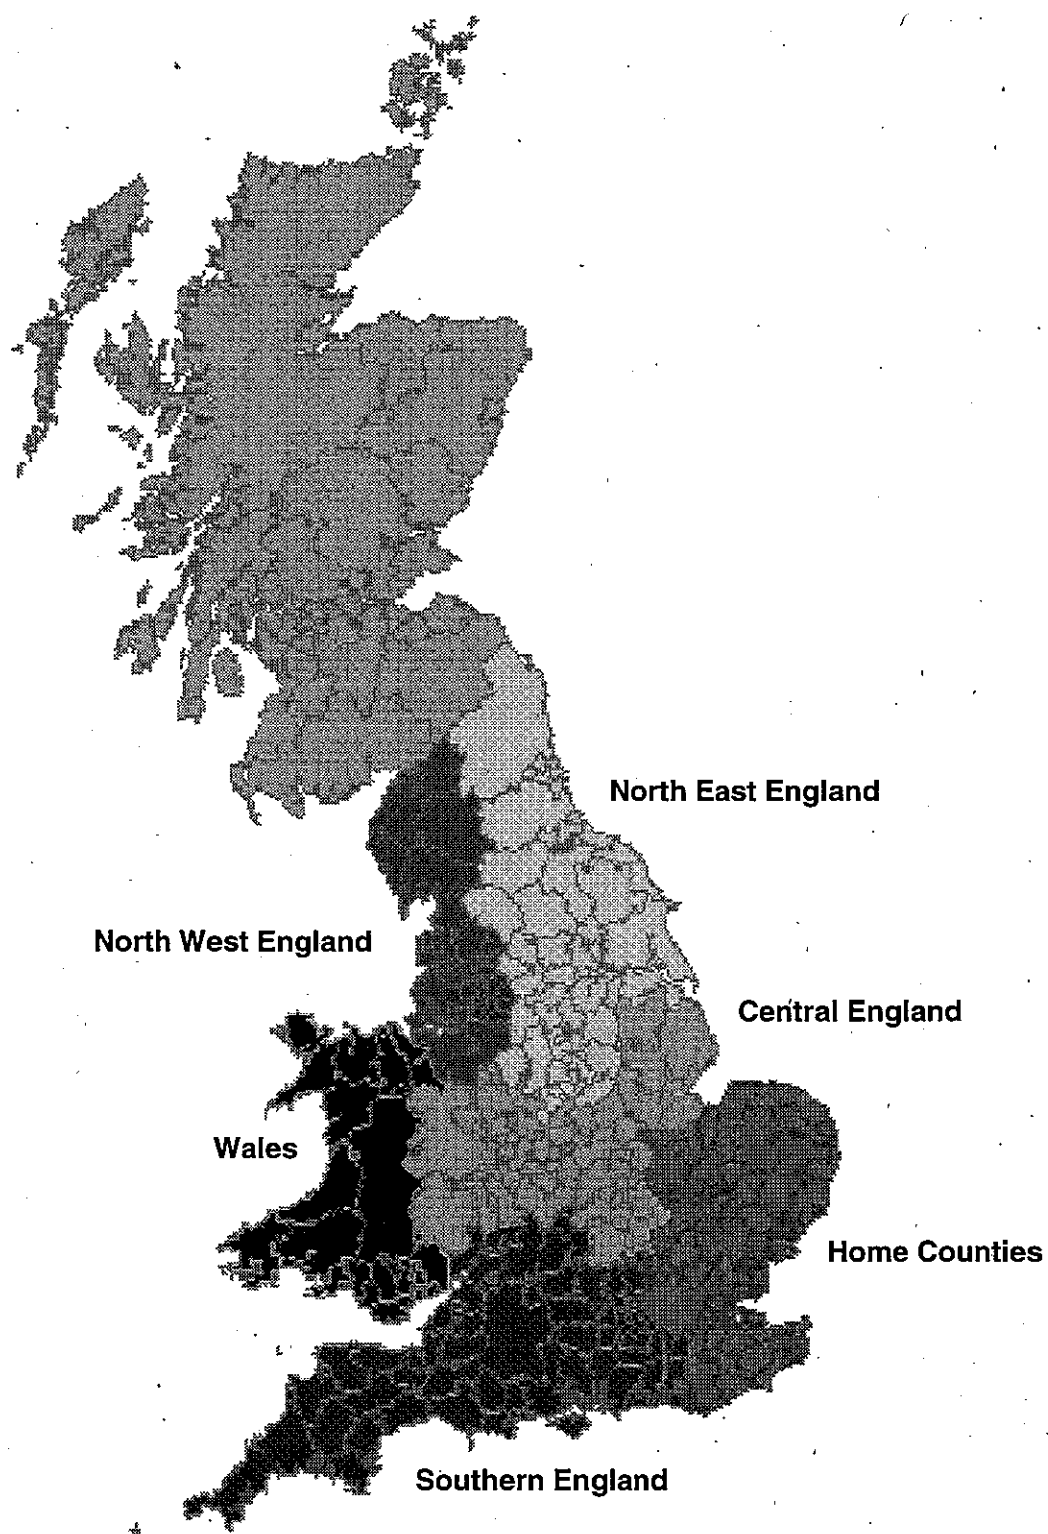 North East England
North West England
Central England
Wales
Home Counties
Southern England